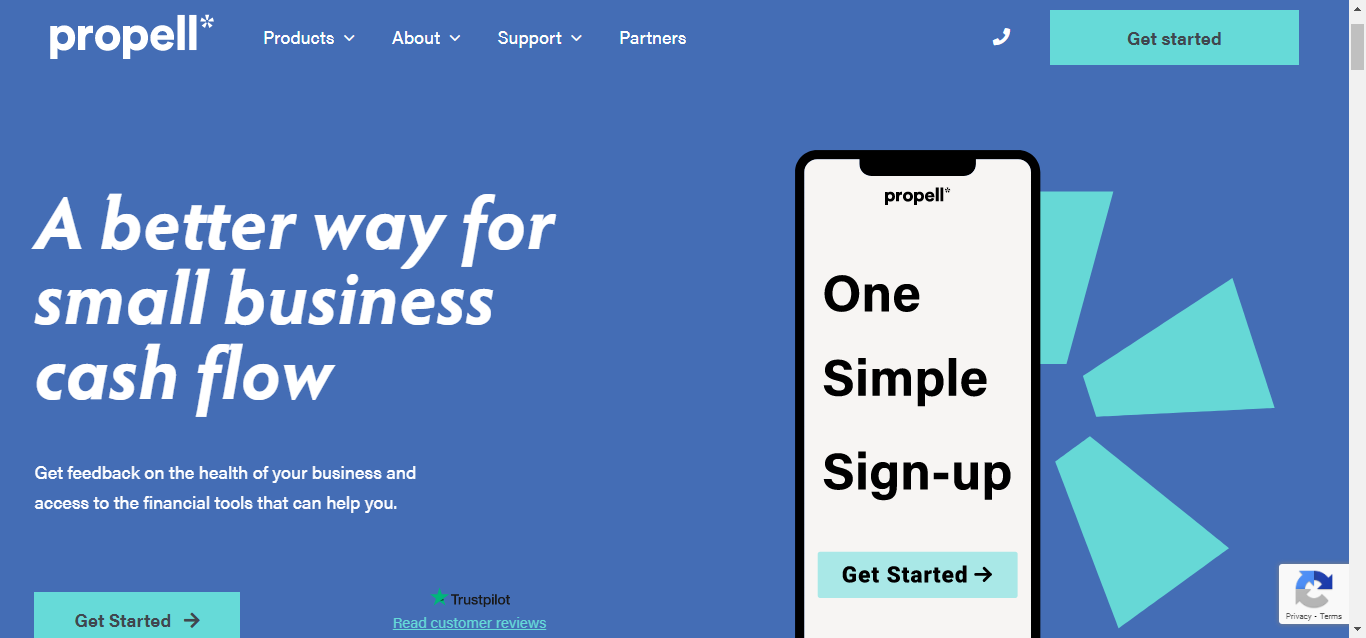 propell*
Products
About
Support
Partners
Get started
A better way for
small business
cash flow
Get feedback on the health of your business and
access to the financial tools that can help you.
Get Started →
Trustpilot
Read customer reviews
propell*
One
Simple
Sign-up
Get Started →
Privacy - Terms